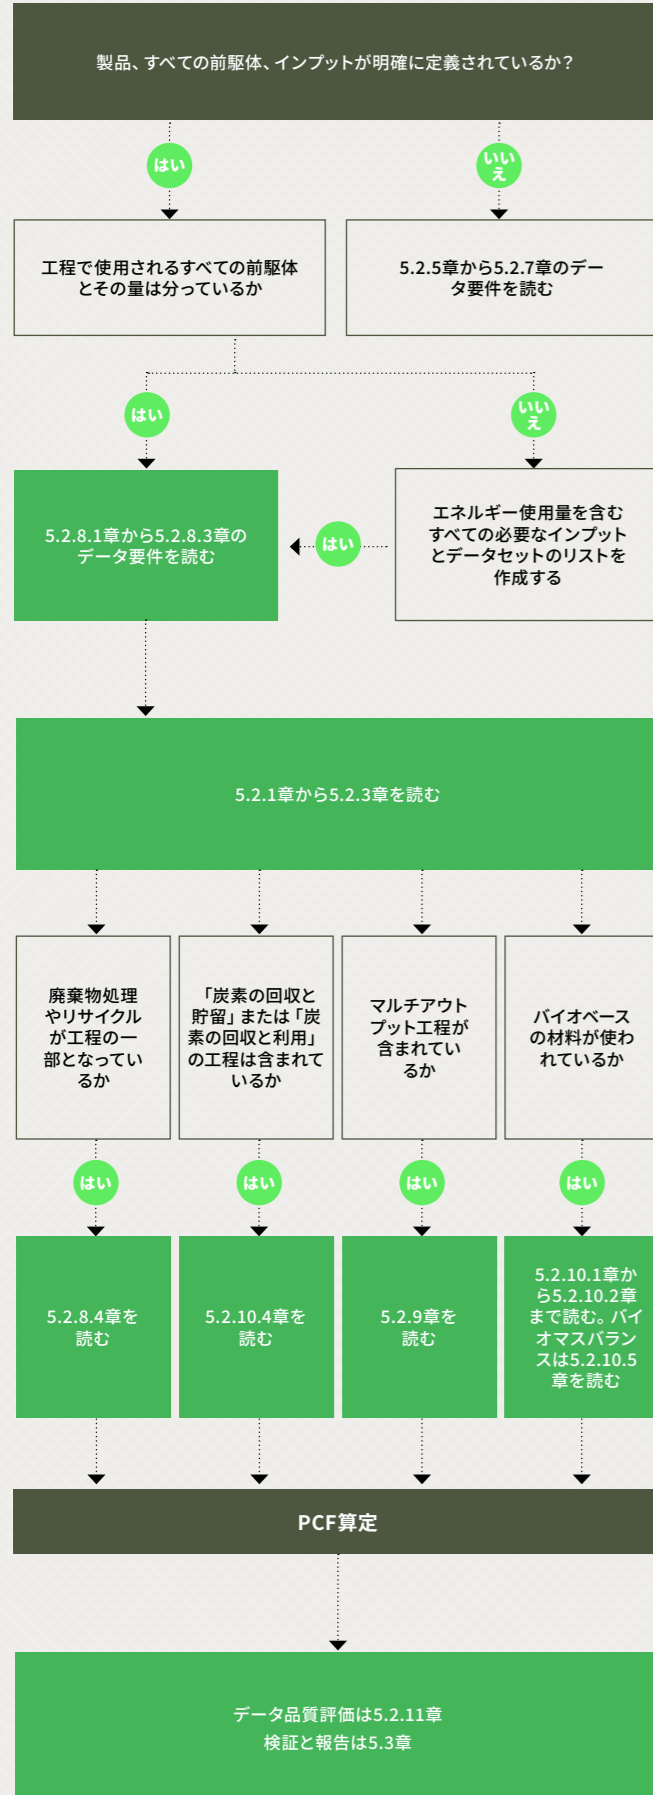 製品、すべての前駆体、インプットが明確に定義されているか？
はい
いい
え
工程で使用されるすべての前駆体
とその量は分っているか
5.2.5章から5.2.7章のデー
タ要件を読む
はい
いい
え
5.2.8.1章から5.2.8.3章の
データ要件を読む
はい
エネルギー使用量を含む
すべての必要なインプット
とデータセットのリストを
作成する
5.2.1章から5.2.3章を読む
廃棄物処理
やリサイクル
が工程の一
部となってい
るか
「炭素の回収と
貯留」または「炭
素の回収と利用」
の工程は含まれて
いるか
マルチアウト
プット工程が
含まれてい
るか
バイオベース
の材料が使わ
れているか
はい
はい
はい
はい
5.2.8.4章を
読む
5.2.10.4章を
読む
5.2.9章を
読む
5.2.10.1章か
ら5.2.10.2章
まで読む。バイ
オマスバラン
スは5.2.10.5
章を読む
PCF算定
データ品質評価は5.2.11章
検証と報告は5.3章